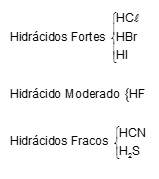 HCℓ
Hidrácidos Fortes { HBr
HI
Hidrácido Moderado { HF
HCN
Hidrácidos Fracos {
H₂S